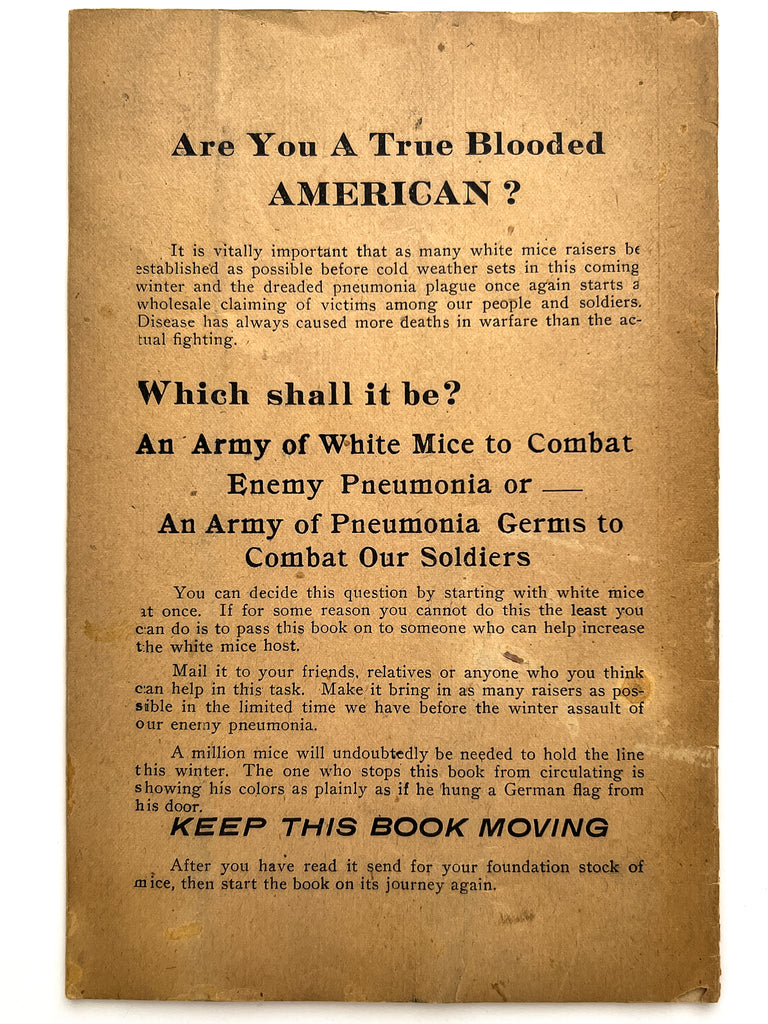 Are You A True Blooded
AMERICAN ?
It is vitally important that as many white mice raisers be
established as possible before cold weather sets in this coming
winter and the dreaded pneumonia plague once again starts a
wholesale claiming of victims among our people and soldiers.
Disease has always caused more deaths in warfare than the ac-
tual fighting.
Which shall it be?
An Army of White Mice to Combat
Enemy Pneumonia or —
An Army of Pneumonia Germs to
Combat Our Soldiers
You can decide this question by starting with white mice
at once. If for some reason you cannot do this the least you
can do is to pass this book on to someone who can help increase
the white mice host.
Mail it to your friends, relatives or anyone who you think
can help in this task. Make it bring in as many raisers as pos-
sible in the limited time we have before the winter assault of
our enemy pneumonia.
A million mice will undoubtedly be needed to hold the line
this winter. The one who stops this book from circulating is
showing his colors as plainly as if he hung a German flag from
his door.
KEEP THIS BOOK MOVING
After you have read it send for your foundation stock of
mice, then start the book on its journey again.